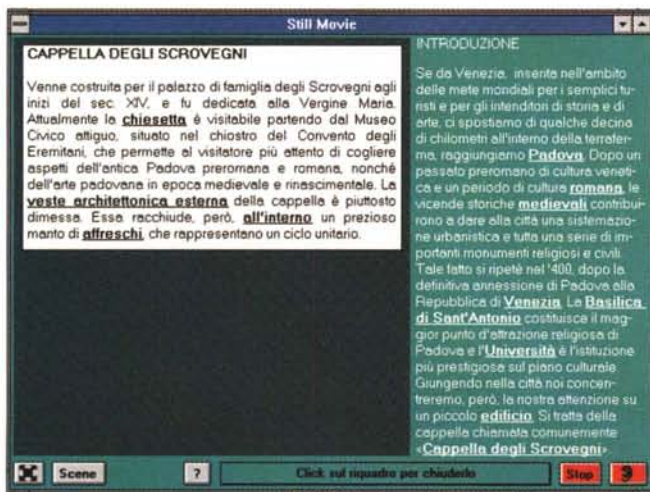 Still Movie
CAPPELLA DEGLI SCROVEGNI
Venne costruita per il palazzo di famiglia degli Scrovegni agli
inizi del sec. XIV, e fu dedicata alla Vergine Maria.
Attualmente la chiesetta è visitabile partendo dal Museo
Civico attiguo, situato nel chiostro del Convento degli
Eremitani, che permette al visitatore più attento di cogliere
aspetti dell'antica Padova preromana e romana, nonché
dell'arte padovana in epoca medievale e rinascimentale. La
veste architettonica esterna della cappella è piuttosto
dimessa. Essa racchiude, però, all'interno un prezioso
manto di affreschi, che rappresentano un ciclo unitario.
INTRODUZIONE
Se da Venezia, inserita nell'ambito
delle mete mondiali per i semplici tu-
risti e per gli intenditori di storia e di
arte, ci spostiamo di qualche decina
di chilometri all'interno della terrafer-
ma, raggiungiamo Padova. Dopo un
passato preromano di cultura veneti-
ca e un periodo di cultura romana, le
vicende storiche medievali contribui-
rono a dare alla città una sistemazio-
ne urbanistica e tutta una serie di im-
portanti monumenti religiosi e civili.
Tale fatto si ripetè nel '400, dopo la
definitiva annessione di Padova alla
Repubblica di Venezia. La Basilica
di Sant'Antonio costituisce il mag-
gior punto d'attrazione religiosa di
Padova e l'Università è l'istituzione
più prestigiosa sul piano culturale.
Giungendo nella città noi concen-
treremo, però, la nostra attenzione su
un piccolo edificio. Si tratta della
cappella chiamata comunemente
«Cappella degli Scrovegni»
Scene
?
Click sul riquadro per chiuderlo
Stop